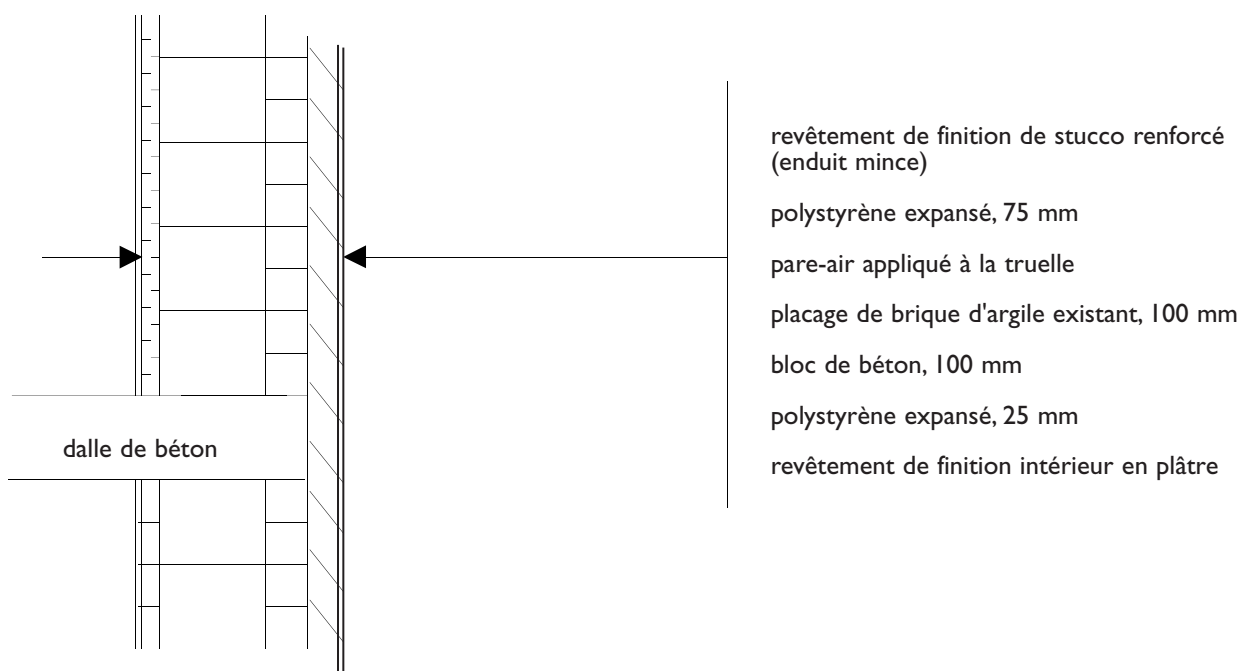 revêtement de finition de stucco renforcé
(enduit mince)
polystyrène expansé, 75 mm
pare-air appliqué à la truelle
placage de brique d'argile existant, 100 mm
bloc de béton, 100 mm
polystyrène expansé, 25 mm
revêtement de finition intérieur en plâtre
dalle de béton